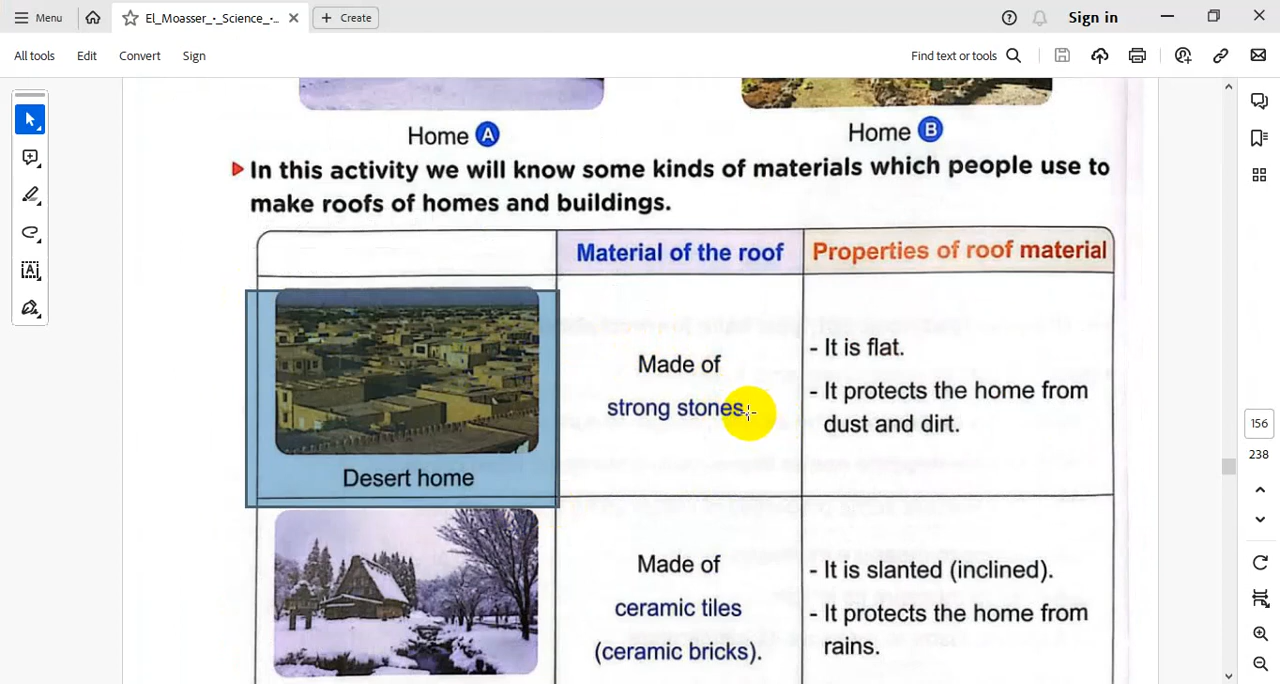 Menu
El_Moasser_-_Science_-...
Create
Sign in
All tools
Edit
Convert
Sign
Find text or tools
Home A
Home B
In this activity we will know some kinds of materials which people use to
make roofs of homes and buildings.
Material of the roof
Properties of roof material
Desert home
Made of
strong stones.
- It is flat.
- It protects the home from
dust and dirt.
Made of
ceramic tiles
(ceramic bricks).
- It is slanted (inclined).
- It protects the home from
rains.
156
238